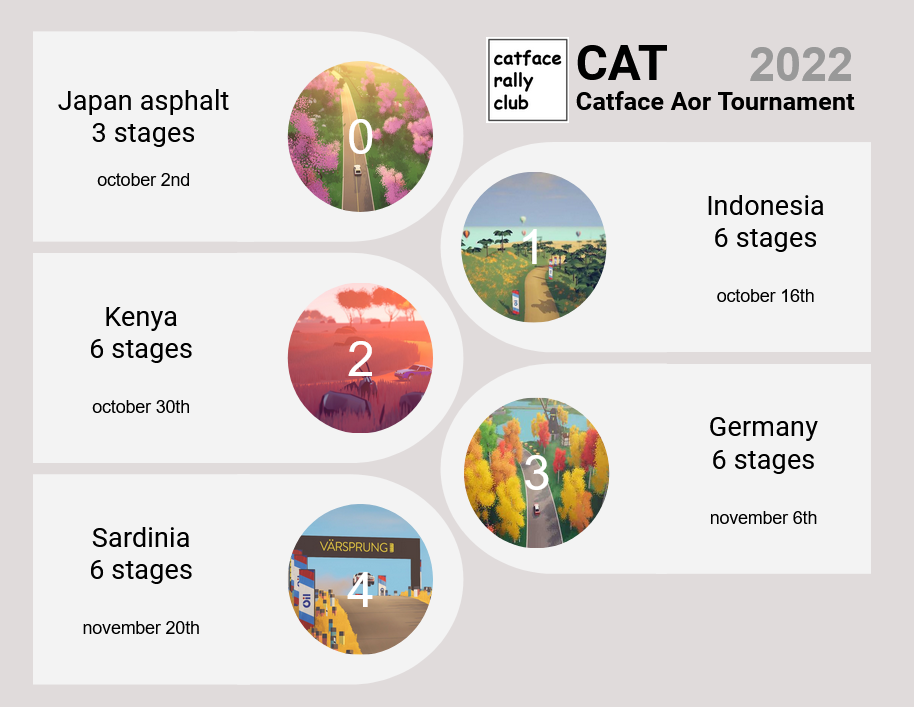 catface
rally
club
CAT 2022
Catface Aor Tournament
Japan asphalt
3 stages
october 2nd
0
1
Indonesia
6 stages
october 16th
Kenya
6 stages
october 30th
2
3
Germany
6 stages
november 6th
Sardinia
6 stages
november 20th
VÄRSPRUNG
Oil
4